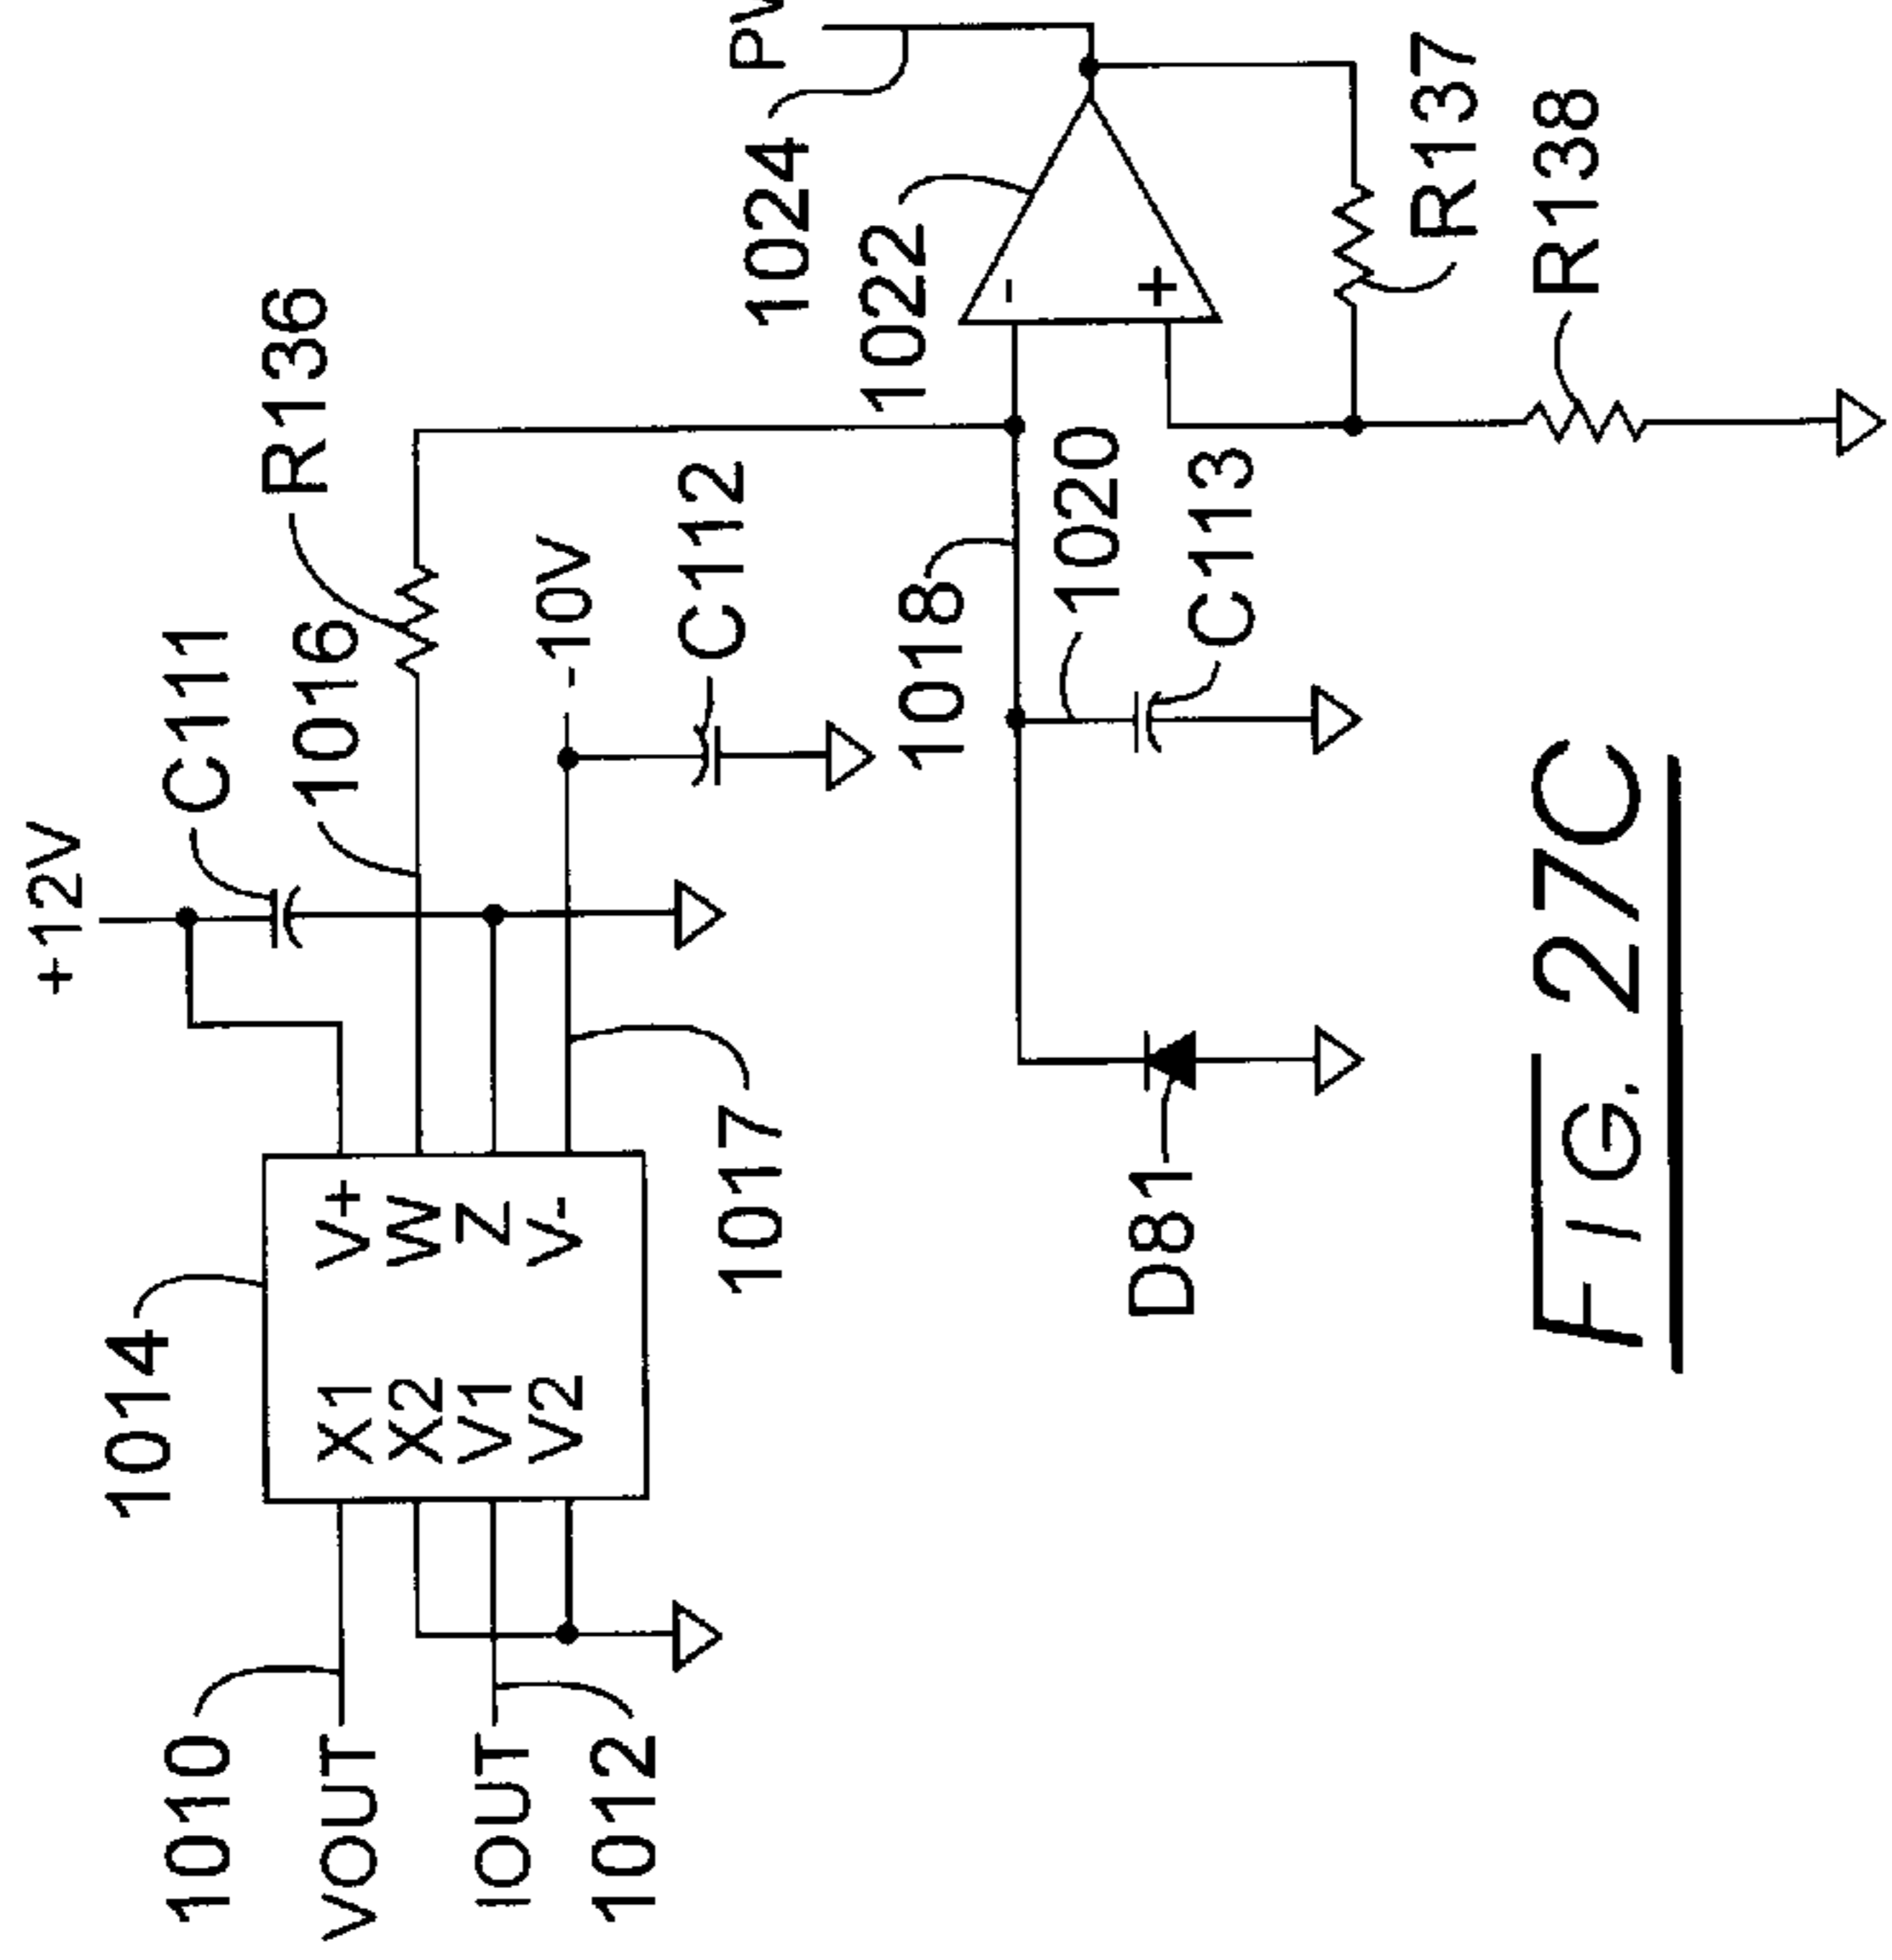 +12V
C111
R136
1016
1014
X1
X2
V1
V2
V+
W
Z
V-
1010
VOUT
IOUT
1012
1017
-10V
C112
1018
1020
C113
D81
1022
-
+
1024
R137
R138
FIG. 27C